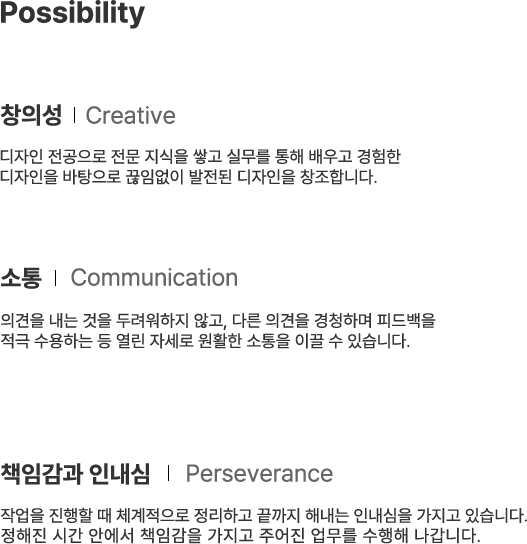 Possibility
창의성 | Creative
디자인 전공으로 전문 지식을 쌓고 실무를 통해 배우고 경험한
디자인을 바탕으로 끊임없이 발전된 디자인을 창조합니다.
소통 | Communication
의견을 내는 것을 두려워하지 않고, 다른 의견을 경청하며 피드백을
적극 수용하는 등 열린 자세로 원활한 소통을 이끌 수 있습니다.
책임감과 인내심 | Perseverance
작업을 진행할 때 체계적으로 정리하고 끝까지 해내는 인내심을 가지고 있습니다.
정해진 시간 안에서 책임감을 가지고 주어진 업무를 수행해 나갑니다.